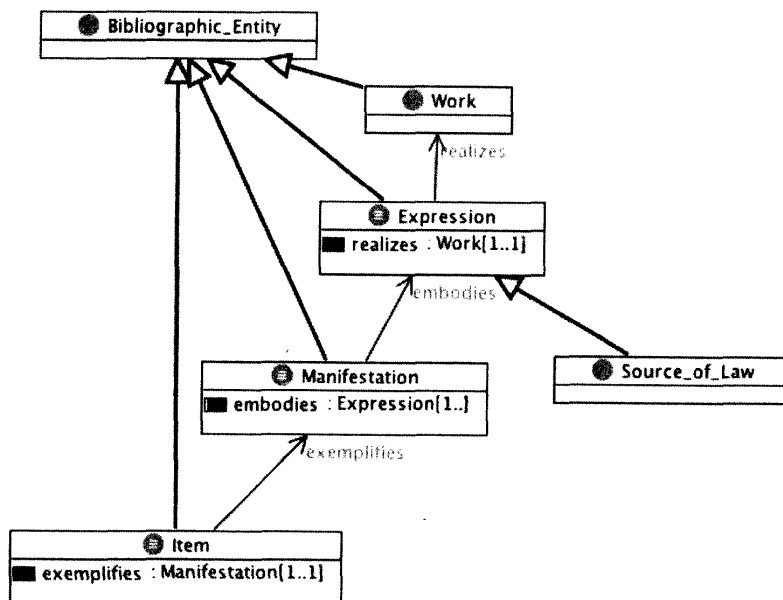 Bibliographic_Entity
Work
realizes
Expression
realizes : Work[1..1]
embodies
Manifestation
embodies : Expression[1..]
Source_of_Law
exemplifies
Item
exemplifies : Manifestation[1..1]